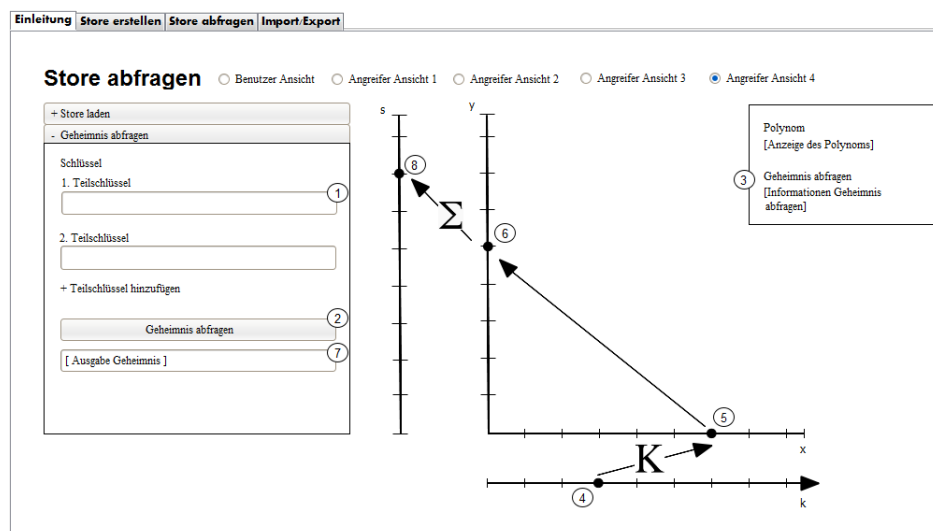 Einleitung Store erstellen Store abfragen Import/Export
Store abfragen Benutzer Ansicht Angreifer Ansicht 1 Angreifer Ansicht 2 Angreifer Ansicht 3 Angreifer Ansicht 4
+ Store laden
- Geheimnis abfragen
Schlüssel
1. Teilschlüssel
1
2. Teilschlüssel
+ Teilschlüssel hinzufügen
Geheimnis abfragen 2
[ Ausgabe Geheimnis ] 7
s
y
8
Σ
6
5
x
K
4
k
Polynom
[Anzeige des Polynoms]
3
Geheimnis abfragen
[Informationen Geheimnis
abfragen]